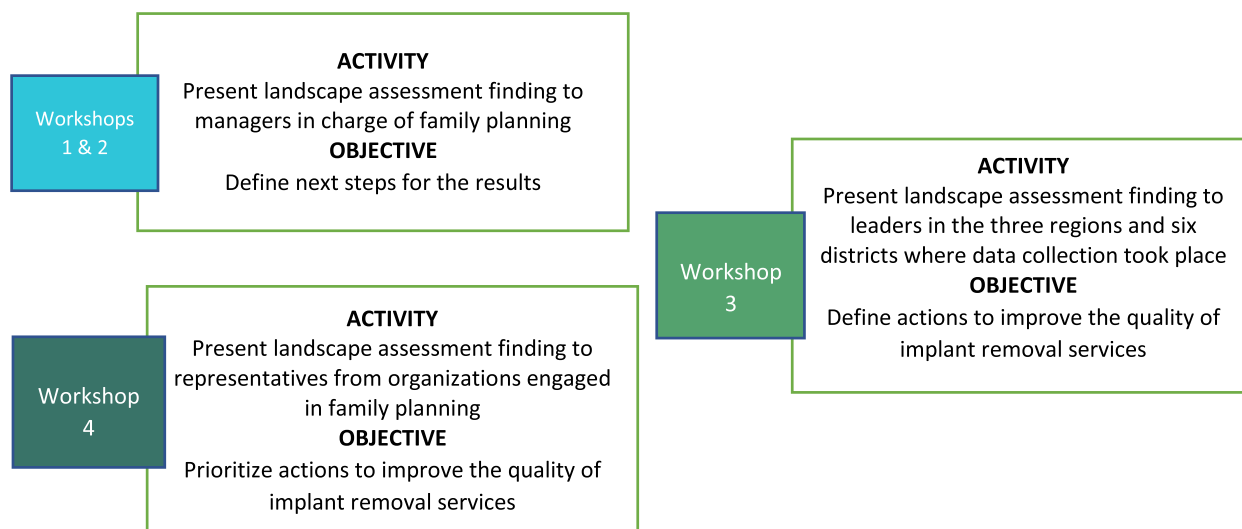 Workshops
1 & 2
ACTIVITY
Present landscape assessment finding to
managers in charge of family planning
OBJECTIVE
Define next steps for the results
Workshop
3
ACTIVITY
Present landscape assessment finding to
leaders in the three regions and six
districts where data collection took place
OBJECTIVE
Define actions to improve the quality of
implant removal services
Workshop
4
ACTIVITY
Present landscape assessment finding to
representatives from organizations engaged
in family planning
OBJECTIVE
Prioritize actions to improve the quality of
implant removal services